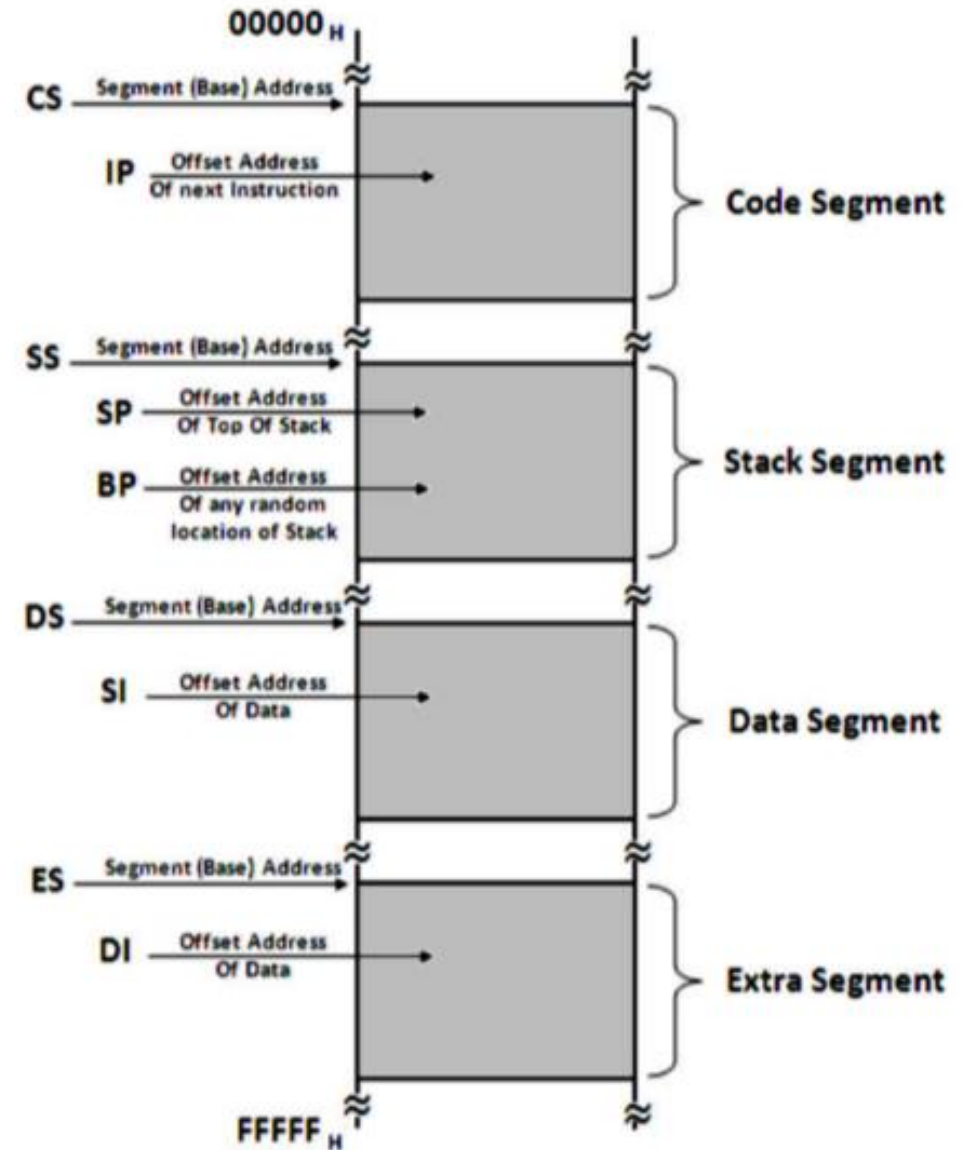 00000 H
CS Segment (Base) Address
IP Offset Address
Of next Instruction
Code Segment
SS Segment (Base) Address
SP Offset Address
Of Top Of Stack
BP Offset Address
Of any random
location of Stack
Stack Segment
DS Segment (Base) Address
SI Offset Address
Of Data
Data Segment
ES Segment (Base) Address
DI Offset Address
Of Data
Extra Segment
FFFFF H